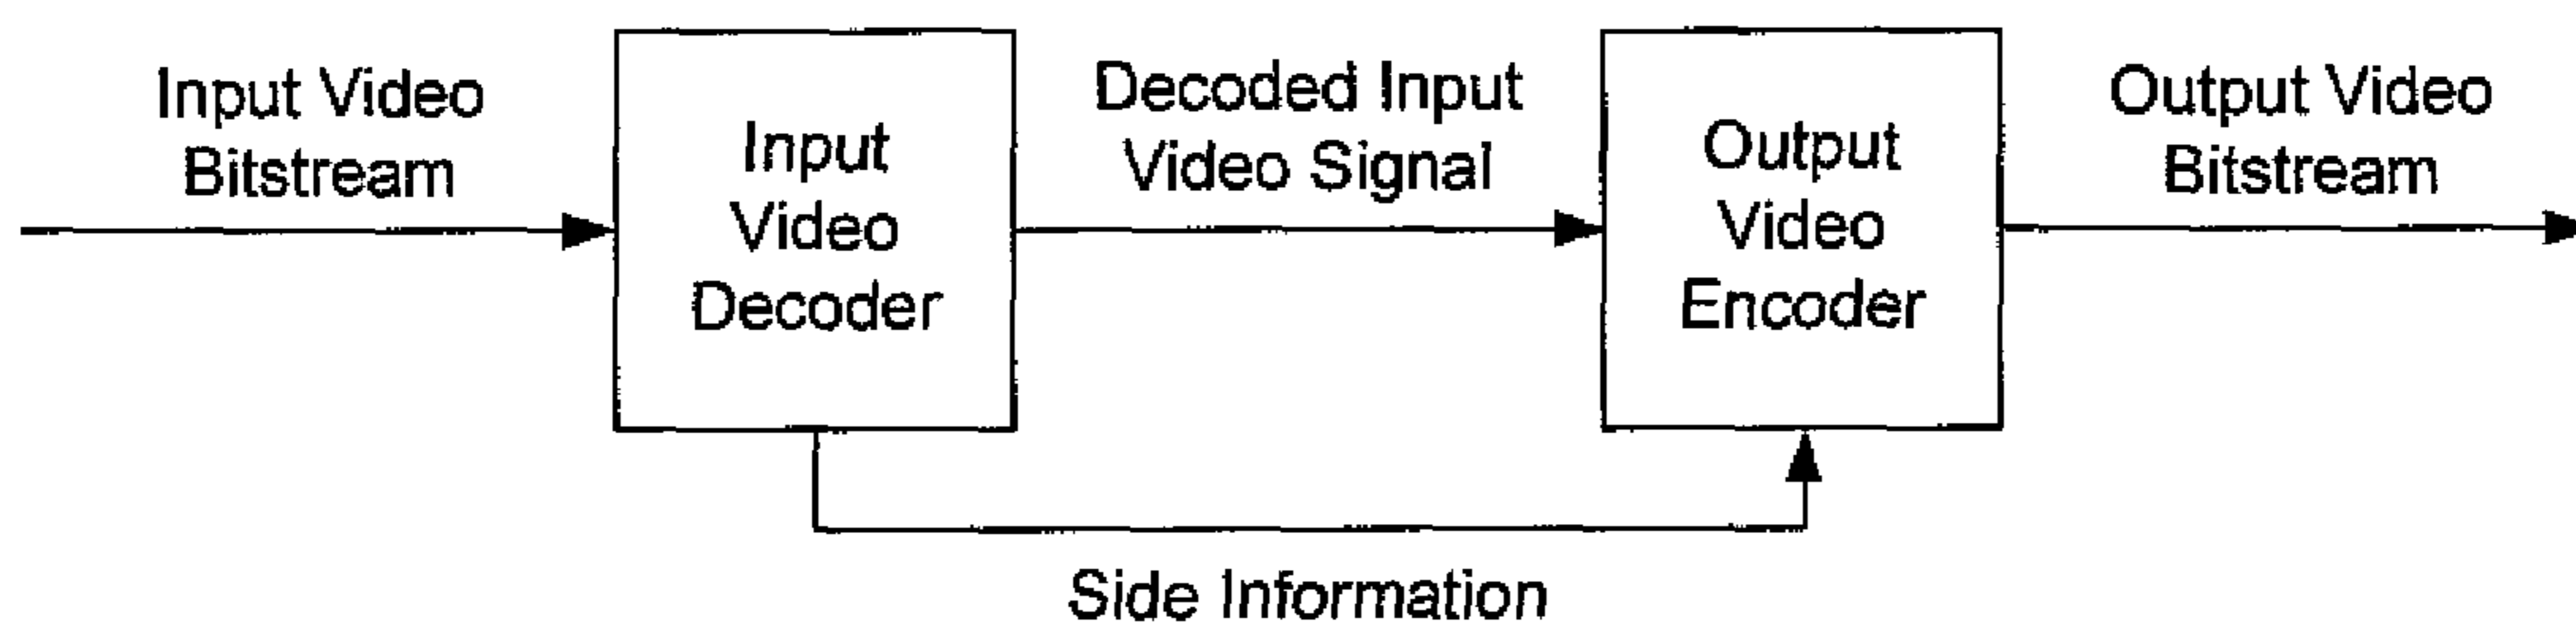 Input Video
Bitstream
Input
Video
Decoder
Decoded Input
Video Signal
Output
Video
Encoder
Output Video
Bitstream
Side Information